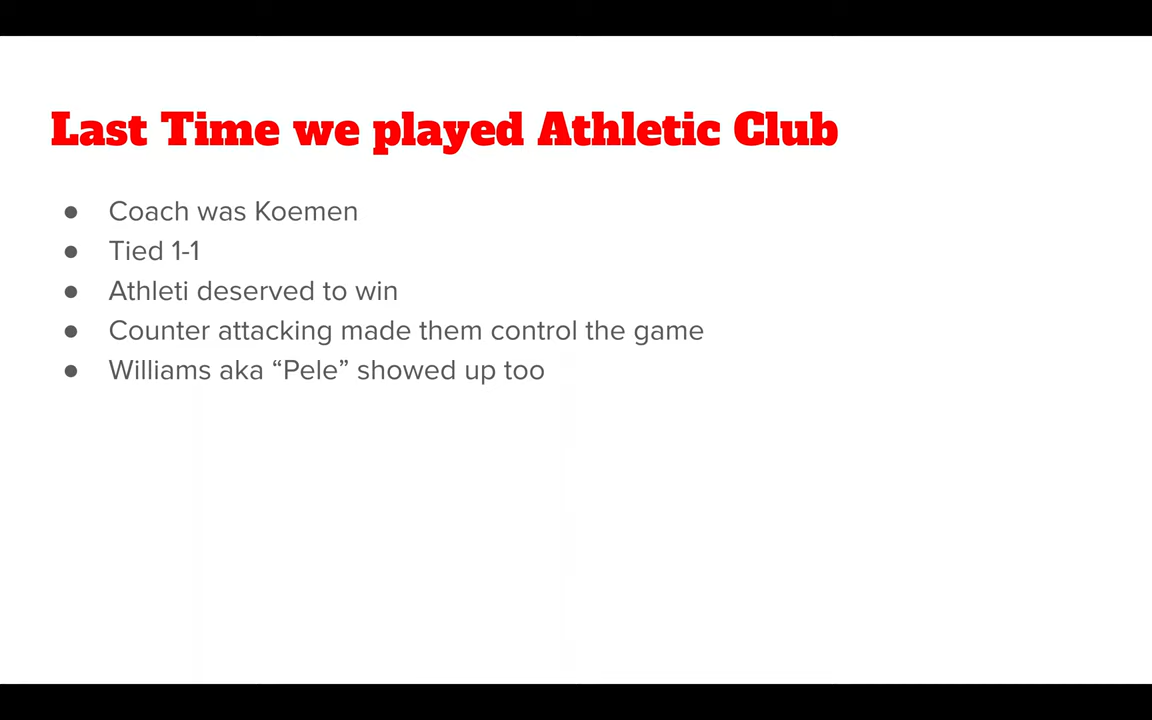 Last Time we played Athletic Club
● Coach was Koemen
● Tied 1-1
● Athleti deserved to win
● Counter attacking made them control the game
● Williams aka “Pele” showed up too